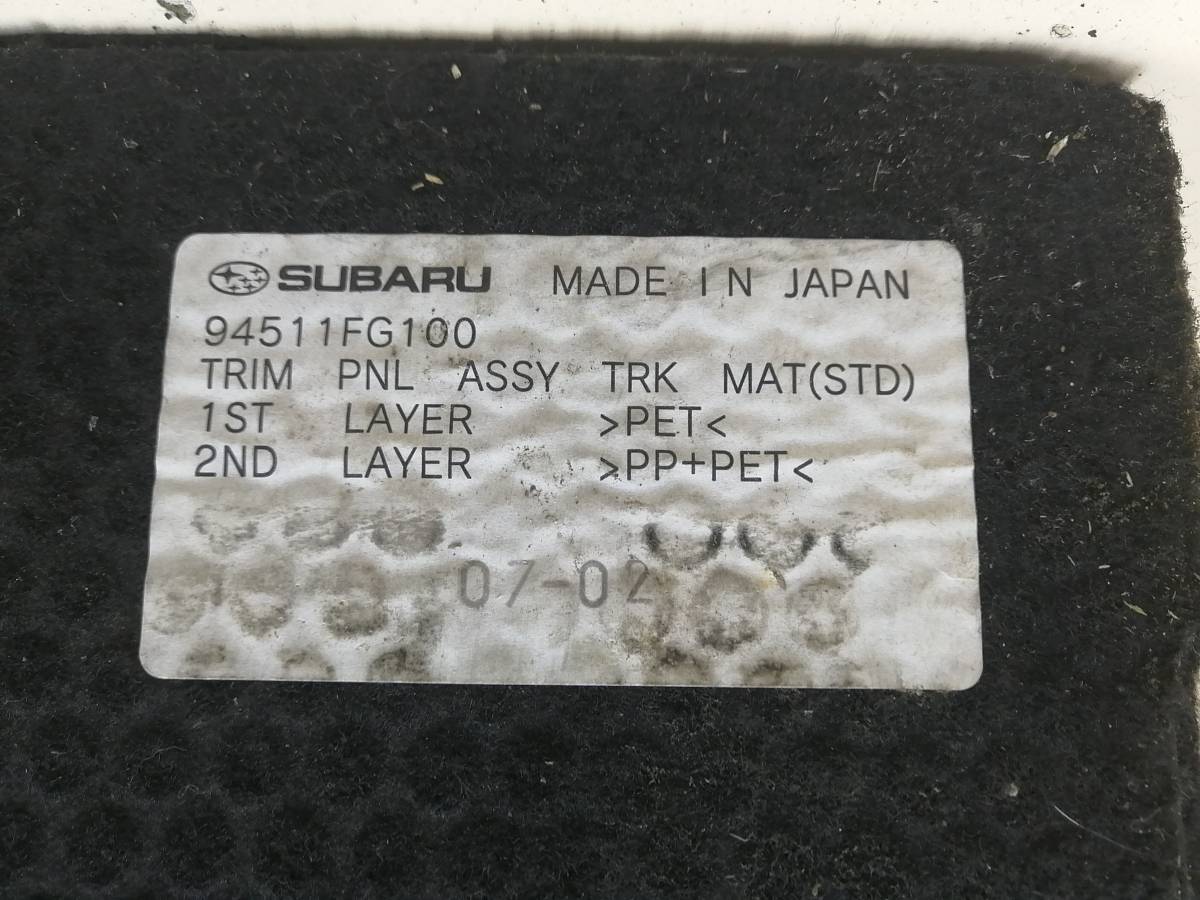 SUBARU MADE IN JAPAN
94511FG100
TRIM PNL ASSY TRK MAT(STD)
1ST LAYER >PET<
2ND LAYER >PP+PET<
07-02